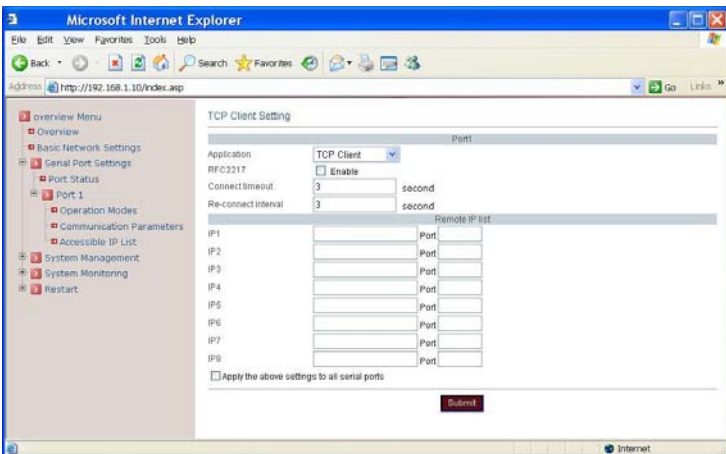 Microsoft Internet Explorer
File Edit View Favorites Tools Help
Back Search Favorites
Address http://192.168.1.10/index.asp Go Links »
overview Menu
Overview
Basic Network Settings
Serial Port Settings
Port Status
Port 1
Operation Modes
Communication Parameters
Accessible IP List
System Management
System Monitoring
Restart
TCP Client Setting
Port1
Application TCP Client
RFC2217 Enable
Connect timeout 3 second
Re-connect interval 3 second
Remote IP list
IP1 Port
IP2 Port
IP3 Port
IP4 Port
IP5 Port
IP6 Port
IP7 Port
IP8 Port
Apply the above settings to all serial ports
Submit
Internet